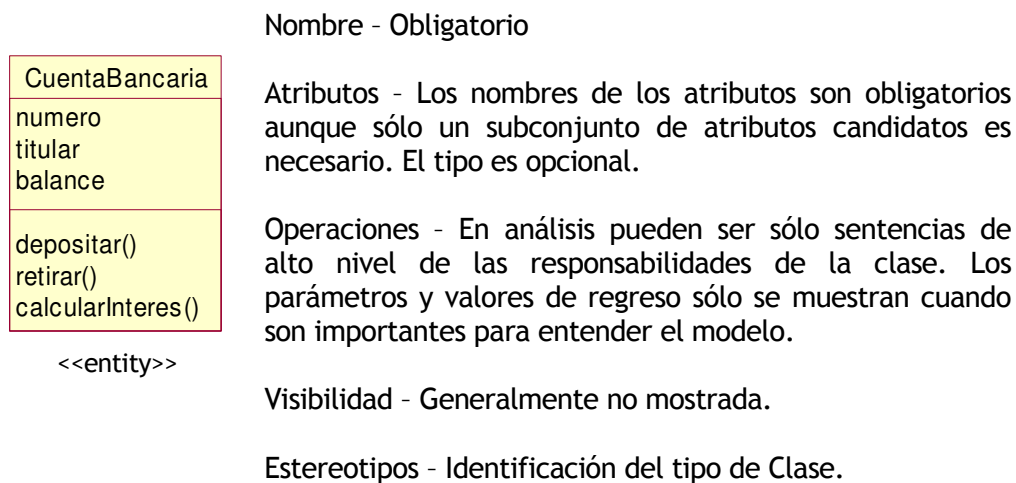 CuentaBancaria
numero
titular
balance
depositar()
retirar()
calcularInteres()
<<entity>>
Nombre – Obligatorio
Atributos – Los nombres de los atributos son obligatorios
aunque sólo un subconjunto de atributos candidatos es
necesario. El tipo es opcional.
Operaciones – En análisis pueden ser sólo sentencias de
alto nivel de las responsabilidades de la clase. Los
parámetros y valores de regreso sólo se muestran cuando
son importantes para entender el modelo.
Visibilidad – Generalmente no mostrada.
Estereotipos – Identificación del tipo de Clase.